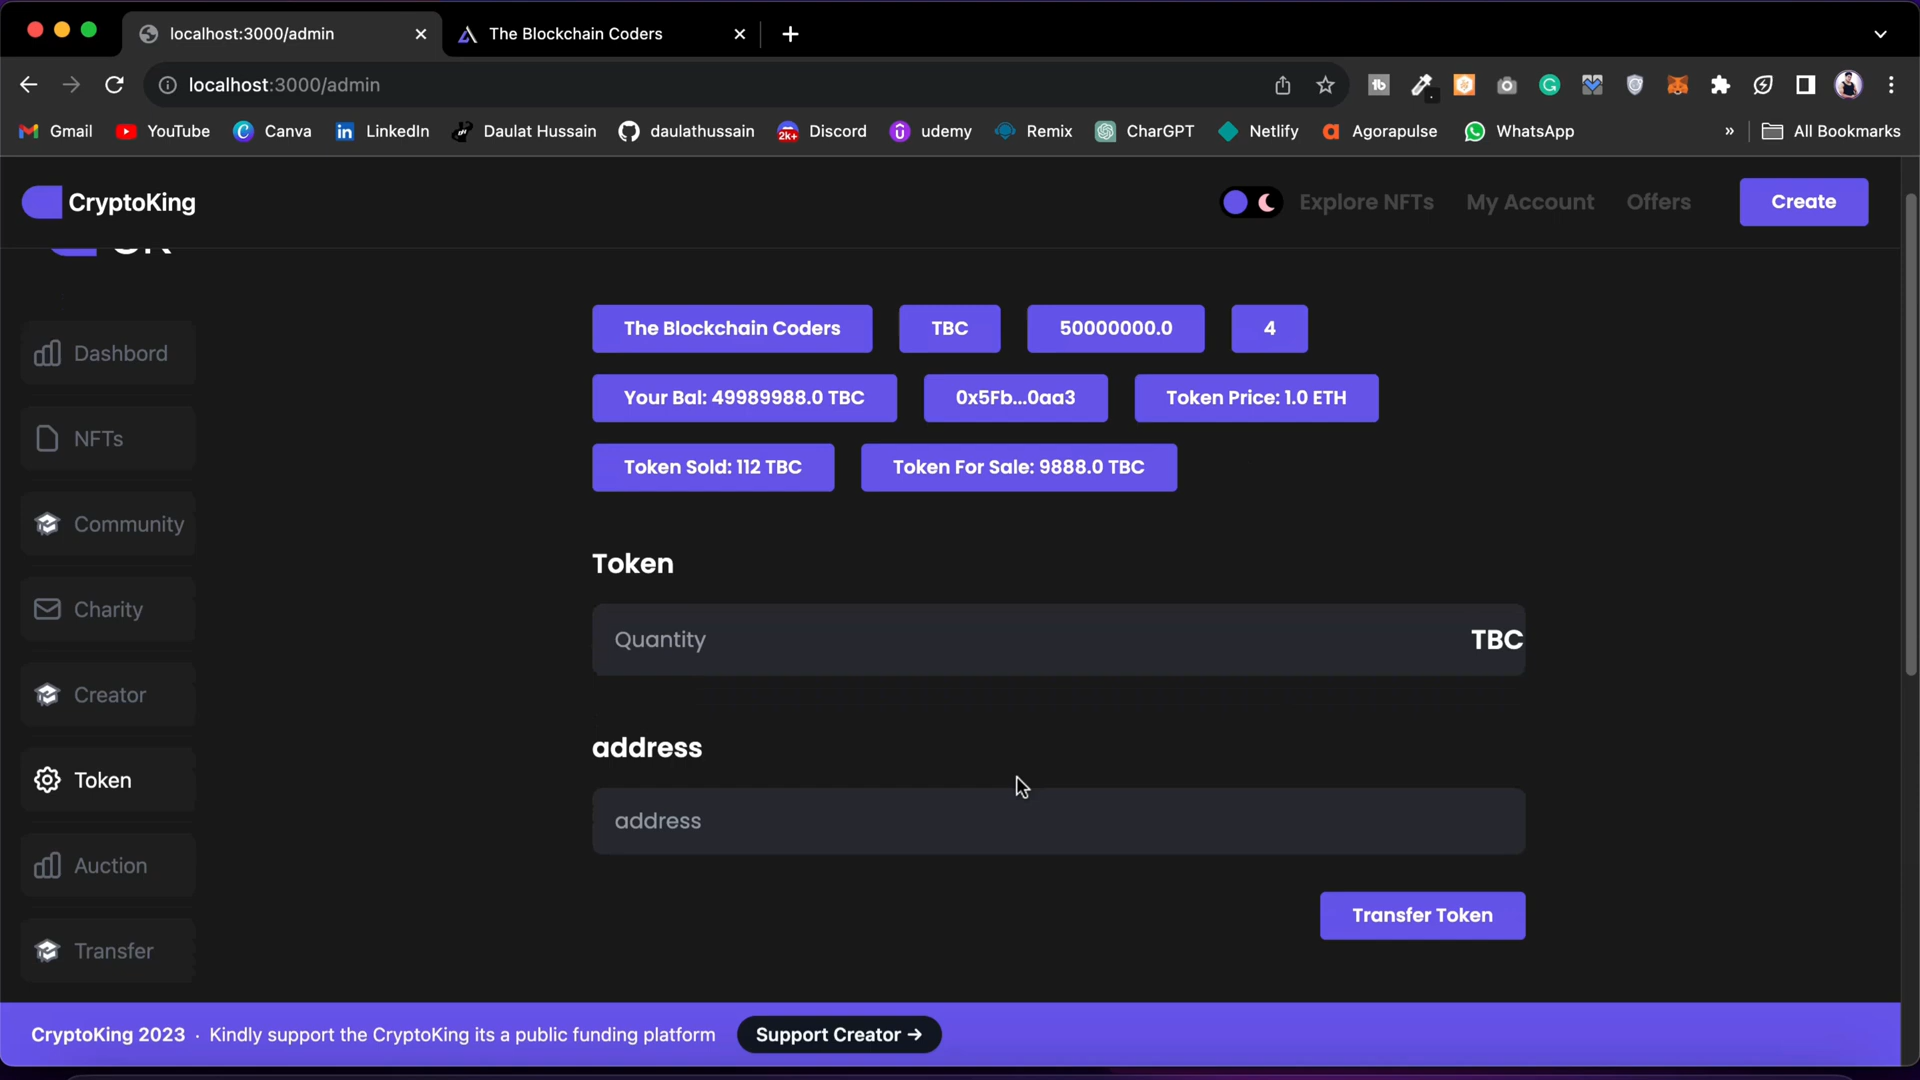 localhost:3000/admin
The Blockchain Coders
localhost:3000/admin
Gmail YouTube Canva LinkedIn Daulat Hussain daulathussain Discord udemy Remix CharGPT Netlify Agorapulse WhatsApp » All Bookmarks
CryptoKing
Explore NFTs My Account Offers Create
The Blockchain Coders TBC 50000000.0 4
Your Bal: 49989988.0 TBC 0x5Fb...0aa3 Token Price: 1.0 ETH
Token Sold: 112 TBC Token For Sale: 9888.0 TBC
Dashbord
NFTs
Community
Charity
Creator
Token
Auction
Transfer
Token
Quantity TBC
address
address
Transfer Token
CryptoKing 2023 · Kindly support the CryptoKing its a public funding platform Support Creator →